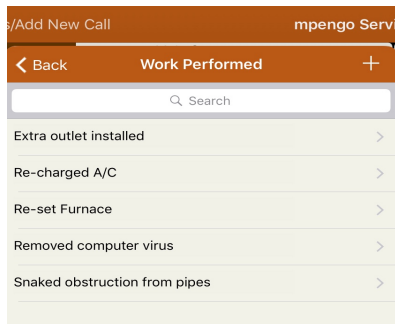 s/Add New Call mpengo Servi
Back Work Performed +
Search
Extra outlet installed
Re-charged A/C
Re-set Furnace
Removed computer virus
Snaked obstruction from pipes